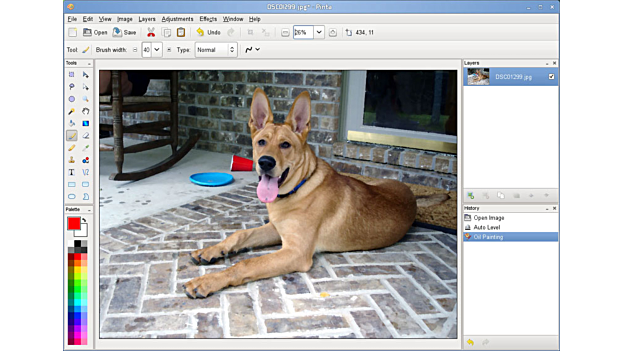 DSC01299.jpg* - Pinta
File Edit View Image Layers Adjustments Effects Window Help
Open Save Undo 26% 434, 11
Tool: Brush width: 40 Type: Normal
Tools
Layers
DSC01299.jpg
T
Palette
History
Open Image
Auto Level
Oil Painting